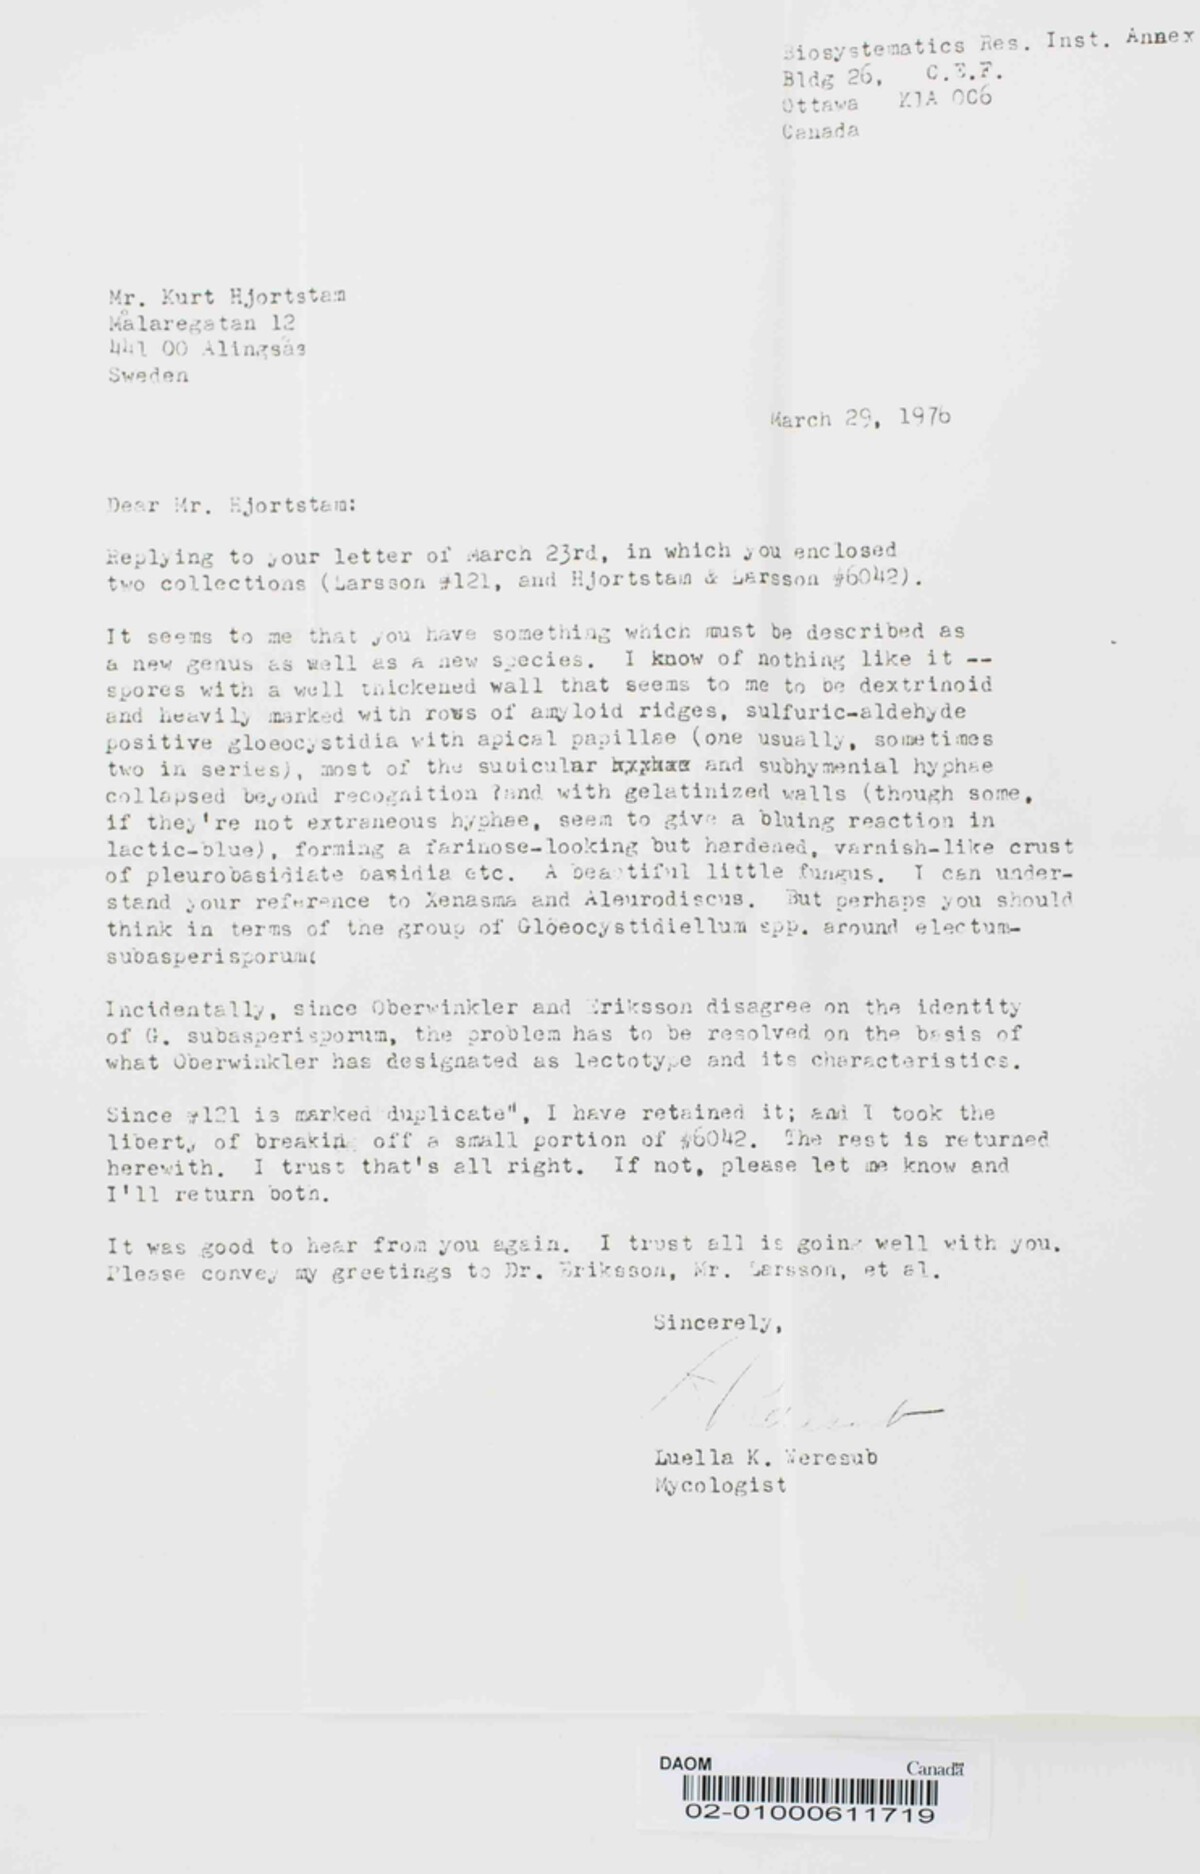 Biosystematics Res. Inst. Annex
Bldg 26, C.E.F.
Ottawa K1A 0C6
Canada
Mr. Kurt Hjortstam
Målaregatan 12
441 00 Alingsås
Sweden
March 29, 1976
Dear Mr. Hjortstam:
Replying to your letter of March 23rd, in which you enclosed
two collections (Larsson #121, and Hjortstam & Larsson #6042).
It seems to me that you have something which must be described as
a new genus as well as a new species. I know of nothing like it --
spores with a well thickened wall that seems to me to be dextrinoid
and heavily marked with rows of amyloid ridges, sulfuric-aldehyde
positive gloeocystidia with apical papillae (one usually, sometimes
two in series), most of the subicular and subhymenial hyphae
collapsed beyond recognition ?and with gelatinized walls (though some,
if they're not extraneous hyphae, seem to give a bluing reaction in
lactic-blue), forming a farinose-looking but hardened, varnish-like crust
of pleurobasidiate basidia etc. A beautiful little fungus. I can under-
stand your reference to Xenasma and Aleurodiscus. But perhaps you should
think in terms of the group of Gloeocystidiellum spp. around electum-
subasperisporum(
Incidentally, since Oberwinkler and Eriksson disagree on the identity
of G. subasperisporum, the problem has to be resolved on the basis of
what Oberwinkler has designated as lectotype and its characteristics.
Since #121 is marked duplicate", I have retained it; and I took the
liberty of breaking off a small portion of #6042. The rest is returned
herewith. I trust that's all right. If not, please let me know and
I'll return both.
It was good to hear from you again. I trust all is going well with you.
Please convey my greetings to Dr. Eriksson, Mr. Larsson, et al.
Sincerely,
Luella K. Weresub
Mycologist
DAOM Canada
02-01000611719